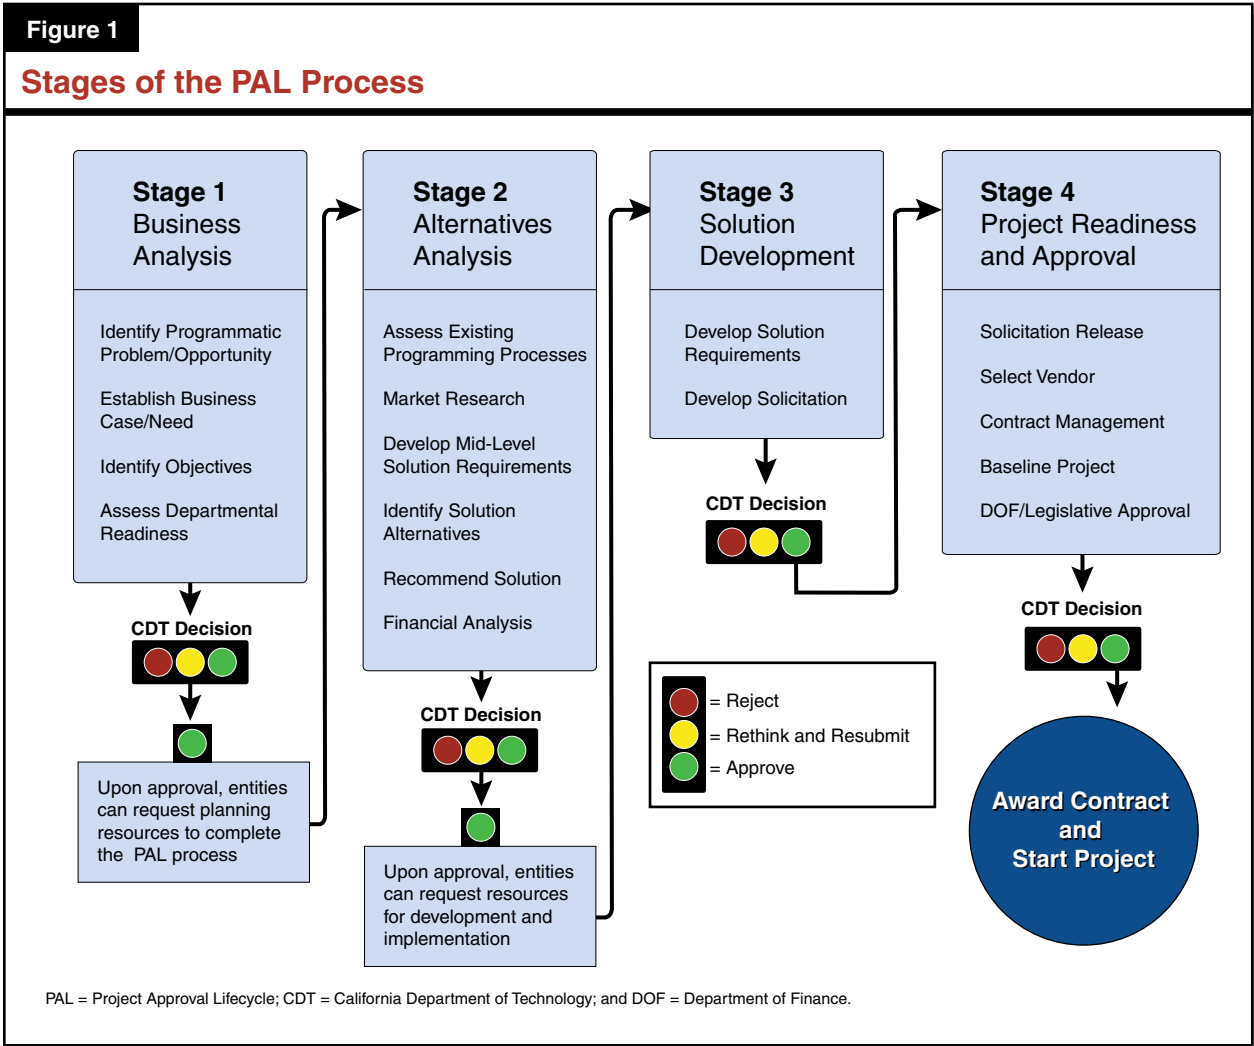 Figure 1
Stages of the PAL Process
Stage 1
Business
Analysis
Identify Programmatic
Problem/Opportunity
Establish Business
Case/Need
Identify Objectives
Assess Departmental
Readiness
CDT Decision
Upon approval, entities
can request planning
resources to complete
the PAL process
Stage 2
Alternatives
Analysis
Assess Existing
Programming Processes
Market Research
Develop Mid-Level
Solution Requirements
Identify Solution
Alternatives
Recommend Solution
Financial Analysis
CDT Decision
Upon approval, entities
can request resources
for development and
implementation
Stage 3
Solution
Development
Develop Solution
Requirements
Develop Solicitation
CDT Decision
= Reject
= Rethink and Resubmit
= Approve
Stage 4
Project Readiness
and Approval
Solicitation Release
Select Vendor
Contract Management
Baseline Project
DOF/Legislative Approval
CDT Decision
Award Contract
and
Start Project
PAL = Project Approval Lifecycle; CDT = California Department of Technology; and DOF = Department of Finance.